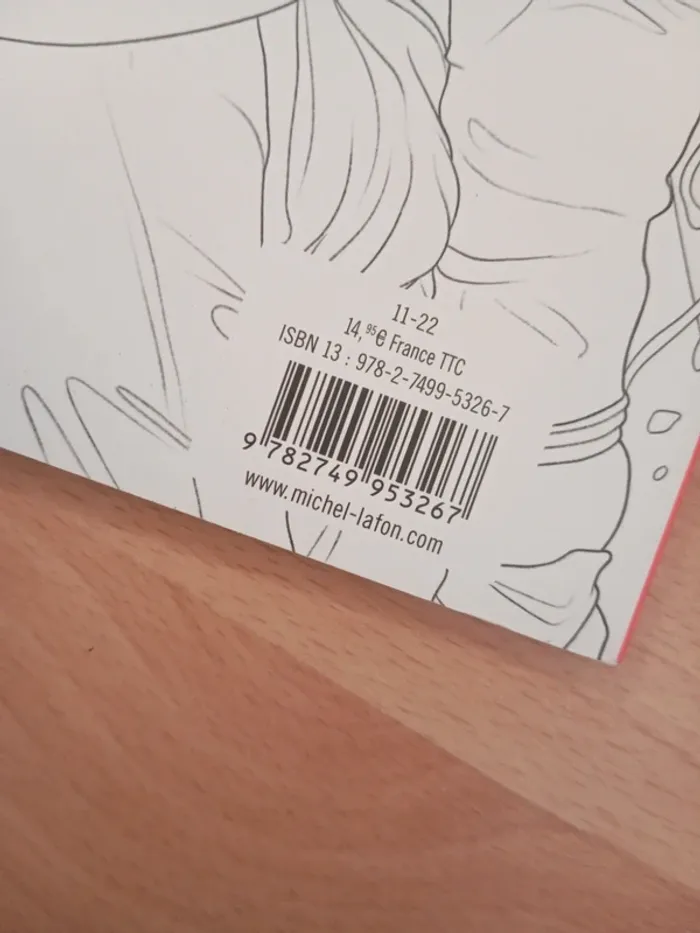 11-22
14,95€ France TTC
ISBN 13 : 978-2-7499-5326-7
9 782749 953267
www.michel-lafon.com